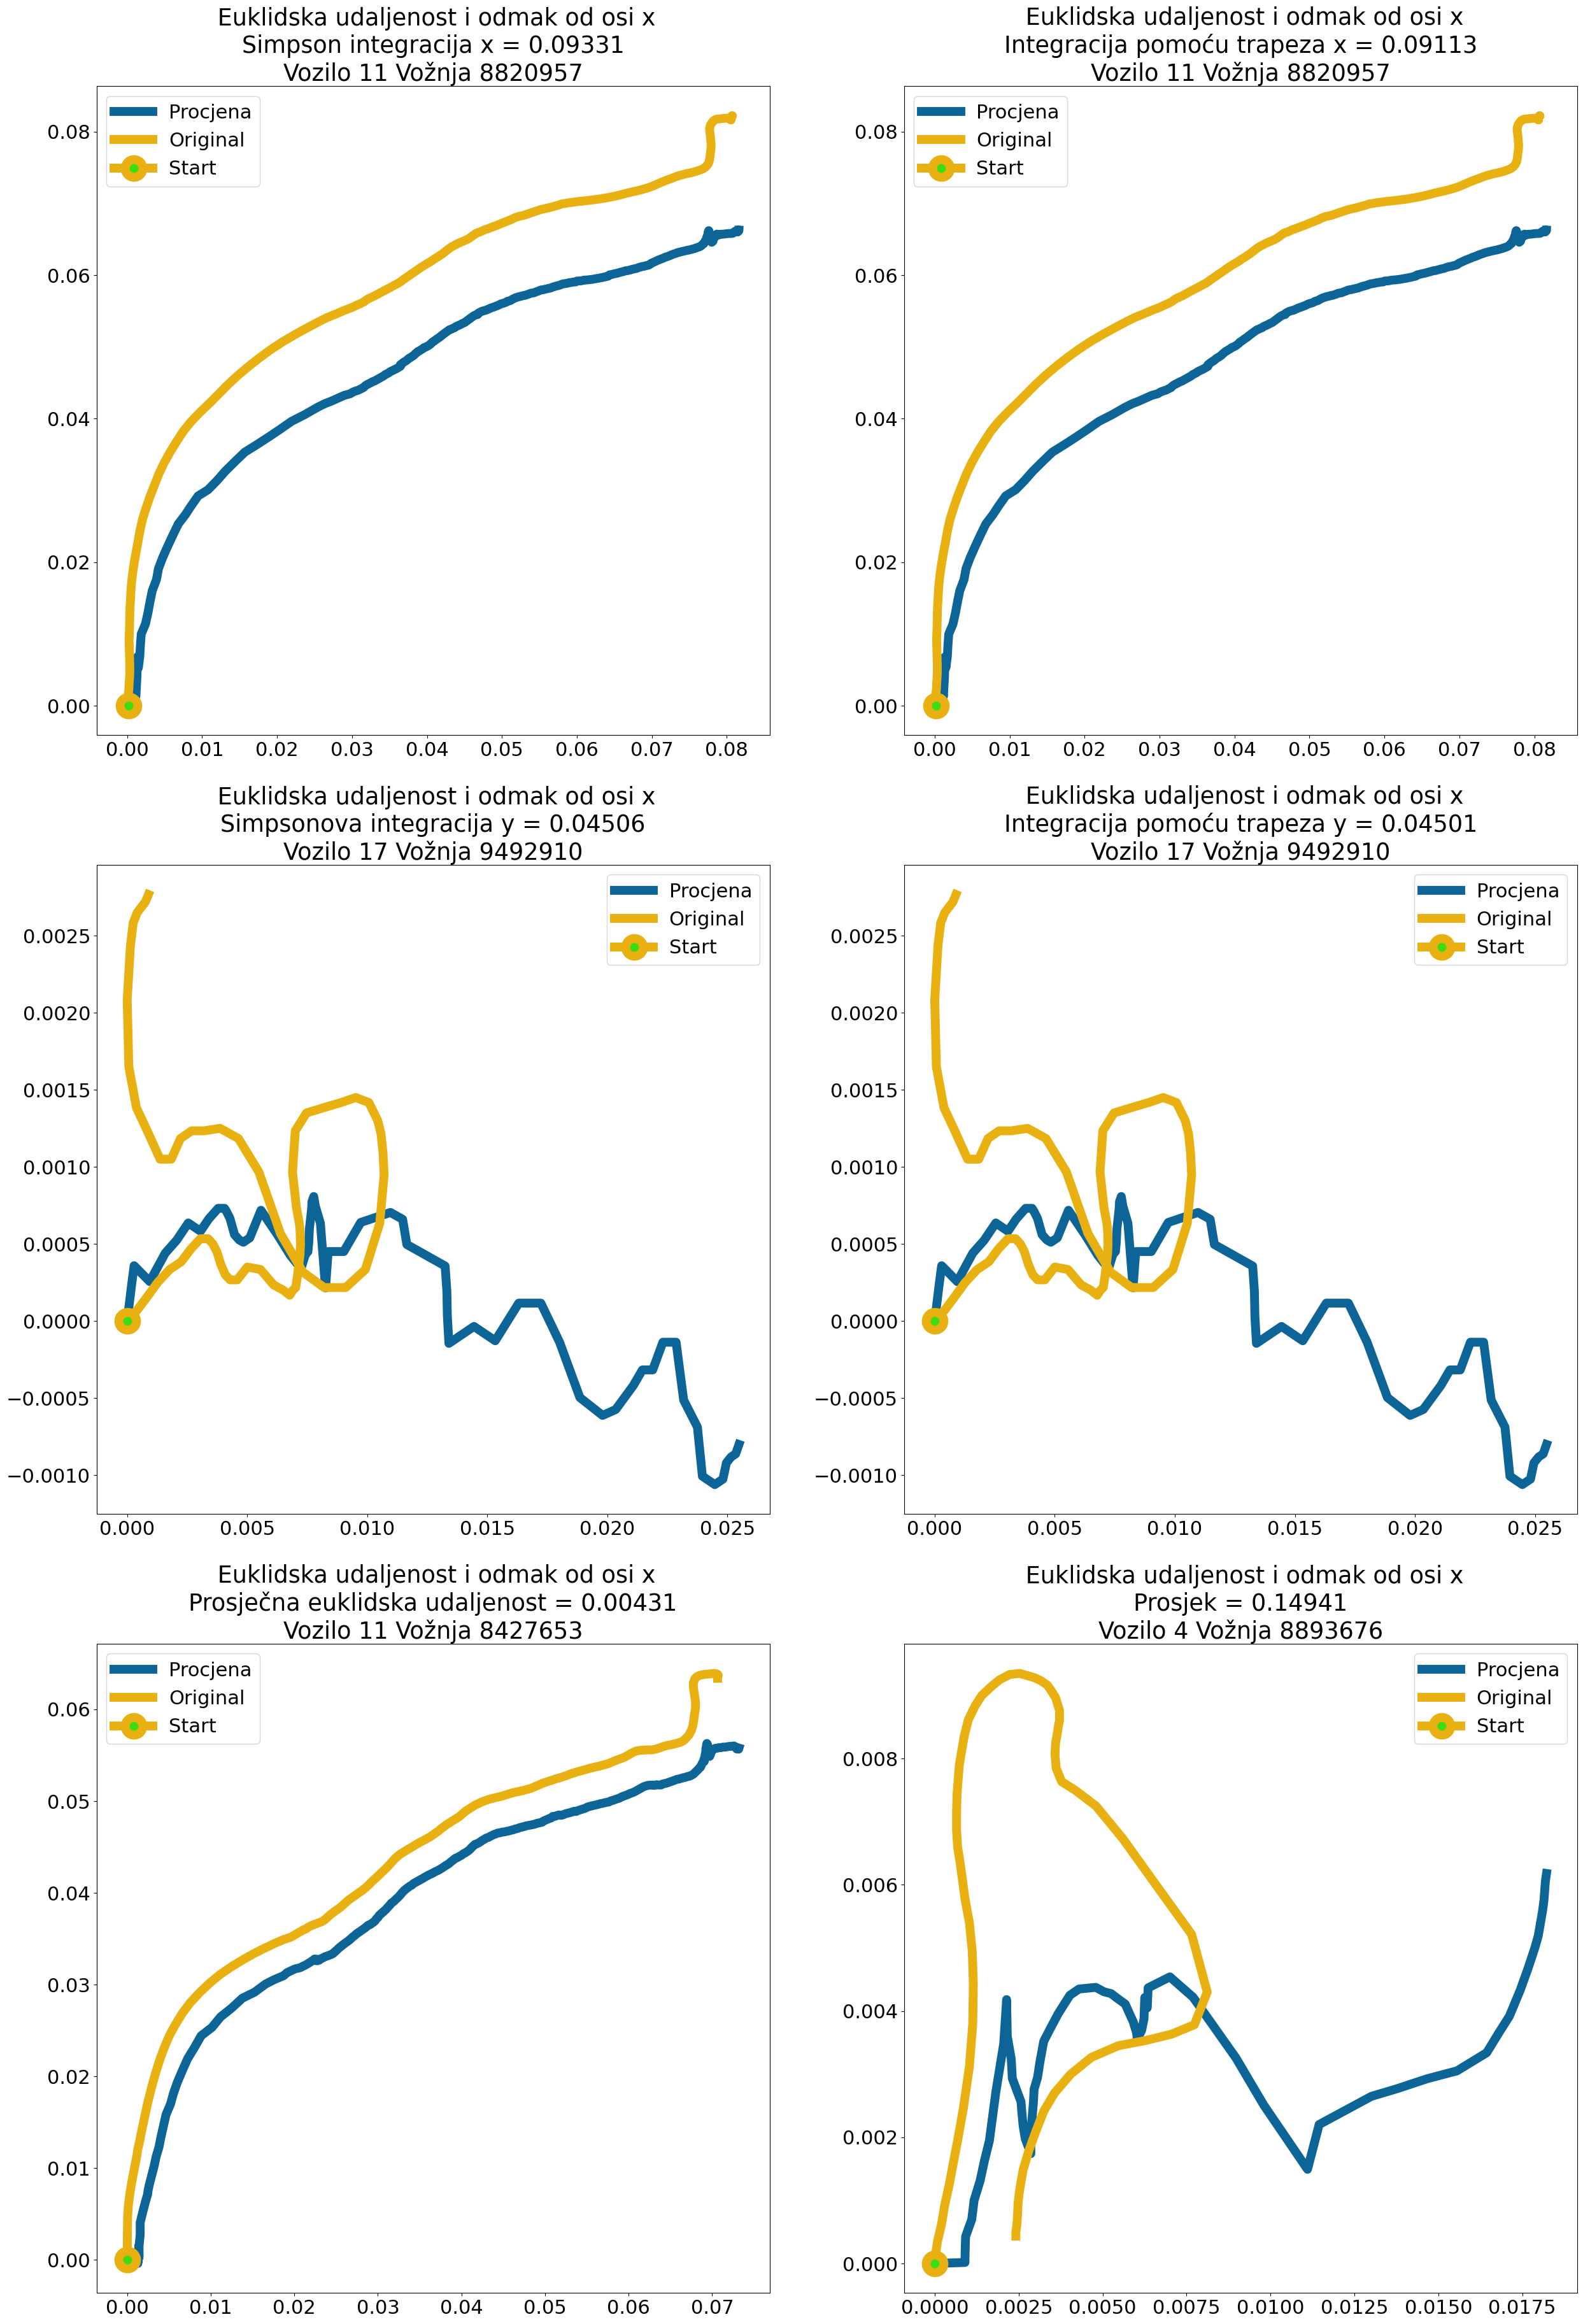 Euklidska udaljenost i odmak od osi x
Simpson integracija x = 0.09331
Vozilo 11 Vožnja 8820957
Procjena
Original
Start
0.08
0.06
0.04
0.02
0.00
0.00 0.01 0.02 0.03 0.04 0.05 0.06 0.07 0.08
Euklidska udaljenost i odmak od osi x
Integracija pomoću trapeza x = 0.09113
Vozilo 11 Vožnja 8820957
Procjena
Original
Start
0.08
0.06
0.04
0.02
0.00
0.00 0.01 0.02 0.03 0.04 0.05 0.06 0.07 0.08
Euklidska udaljenost i odmak od osi x
Simpsonova integracija y = 0.04506
Vozilo 17 Vožnja 9492910
Procjena
Original
Start
0.0025
0.0020
0.0015
0.0010
0.0005
0.0000
−0.0005
−0.0010
0.000 0.005 0.010 0.015 0.020 0.025
Euklidska udaljenost i odmak od osi x
Integracija pomoću trapeza y = 0.04501
Vozilo 17 Vožnja 9492910
Procjena
Original
Start
0.0025
0.0020
0.0015
0.0010
0.0005
0.0000
−0.0005
−0.0010
0.000 0.005 0.010 0.015 0.020 0.025
Euklidska udaljenost i odmak od osi x
Prosječna euklidska udaljenost = 0.00431
Vozilo 11 Vožnja 8427653
Procjena
Original
Start
0.06
0.05
0.04
0.03
0.02
0.01
0.00
0.00 0.01 0.02 0.03 0.04 0.05 0.06 0.07
Euklidska udaljenost i odmak od osi x
Prosjek = 0.14941
Vozilo 4 Vožnja 8893676
Procjena
Original
Start
0.008
0.006
0.004
0.002
0.000
0.0000 0.0025 0.0050 0.0075 0.0100 0.0125 0.0150 0.0175